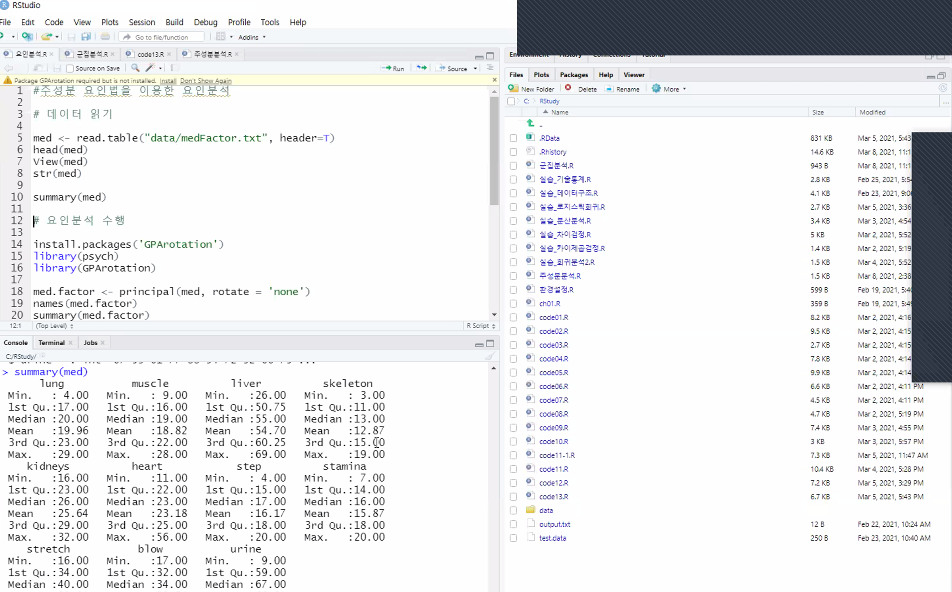 RStudio
File Edit Code View Plots Session Build Debug Profile Tools Help
Go to file/function Addins
요인분석.R × 군집분석.R × code13.R × 주성분분석.R ×
Source on Save Run Source
Package GPArotation required but is not installed. Install Don't Show Again
1 #주성분 요인법을 이용한 요인분석
2
3 # 데이터 읽기
4
5 med <- read.table("data/medFactor.txt", header=T)
6 head(med)
7 View(med)
8 str(med)
9
10 summary(med)
11
12 # 요인분석 수행
13
14 install.packages('GPArotation')
15 library(psych)
16 library(GPArotation)
17
18 med.factor <- principal(med, rotate = 'none')
19 names(med.factor)
20 summary(med.factor)
12:1 (Top Level) R Script
Console Terminal × Jobs ×
C:/RStudy/
> summary(med)
lung muscle liver skeleton
Min. : 4.00 Min. : 9.00 Min. :26.00 Min. : 3.00
1st Qu.:17.00 1st Qu.:16.00 1st Qu.:50.75 1st Qu.:11.00
Median :20.00 Median :19.00 Median :55.00 Median :13.00
Mean :19.96 Mean :18.82 Mean :54.70 Mean :12.87
3rd Qu.:23.00 3rd Qu.:22.00 3rd Qu.:60.25 3rd Qu.:15.00
Max. :29.00 Max. :28.00 Max. :69.00 Max. :19.00
kidneys heart step stamina
Min. :16.00 Min. :11.00 Min. : 4.00 Min. : 7.00
1st Qu.:23.00 1st Qu.:22.00 1st Qu.:15.00 1st Qu.:14.00
Median :26.00 Median :23.00 Median :17.00 Median :16.00
Mean :25.64 Mean :23.18 Mean :16.17 Mean :15.87
3rd Qu.:29.00 3rd Qu.:25.00 3rd Qu.:18.00 3rd Qu.:18.00
Max. :32.00 Max. :56.00 Max. :20.00 Max. :20.00
stretch blow urine
Min. :16.00 Min. :17.00 Min. : 9.00
1st Qu.:34.00 1st Qu.:32.00 1st Qu.:59.00
Median :40.00 Median :34.00 Median :67.00
Files Plots Packages Help Viewer
New Folder Delete Rename More
C: RStudy
Name Size Modified
..
.RData 831 KB Mar 5, 2021, 5:43
.Rhistory 14.6 KB Mar 8, 2021, 11:1
군집분석.R 943 B Mar 8, 2021, 11:1
실습_기술통계.R 2.8 KB Feb 25, 2021, 5:5
실습_데이터구조.R 4.1 KB Feb 23, 2021, 9:0
실습_로지스틱회귀.R 2.7 KB Mar 5, 2021, 3:36
실습_분산분석.R 3.4 KB Mar 3, 2021, 4:54
실습_차이검정.R 5 KB Mar 2, 2021, 5:52
실습_카이제곱검정.R 1.4 KB Mar 2, 2021, 5:19
실습_회귀분석2.R 1.5 KB Mar 4, 2021, 5:52
주성분분석.R 1.5 KB Mar 8, 2021, 2:38
환경설정.R 599 B Feb 19, 2021, 5:4
ch01.R 359 B Feb 19, 2021, 5:4
code01.R 8.2 KB Mar 2, 2021, 4:16
code02.R 9.5 KB Mar 2, 2021, 4:15
code03.R 2.7 KB Mar 2, 2021, 4:15
code04.R 7.8 KB Mar 2, 2021, 4:14
code05.R 9.9 KB Mar 2, 2021, 4:14
code06.R 6.6 KB Mar 2, 2021, 4:11 PM
code07.R 4.5 KB Mar 2, 2021, 4:11 PM
code08.R 4.7 KB Mar 2, 2021, 5:19 PM
code09.R 7.4 KB Mar 3, 2021, 4:55 PM
code10.R 3 KB Mar 3, 2021, 5:57 PM
code11-1.R 7.3 KB Mar 5, 2021, 11:47 AM
code11.R 10.4 KB Mar 4, 2021, 5:28 PM
code12.R 7.2 KB Mar 5, 2021, 3:29 PM
code13.R 6.7 KB Mar 5, 2021, 5:43 PM
data
output.txt 12 B Feb 22, 2021, 10:24 AM
test.data 250 B Feb 23, 2021, 10:40 AM